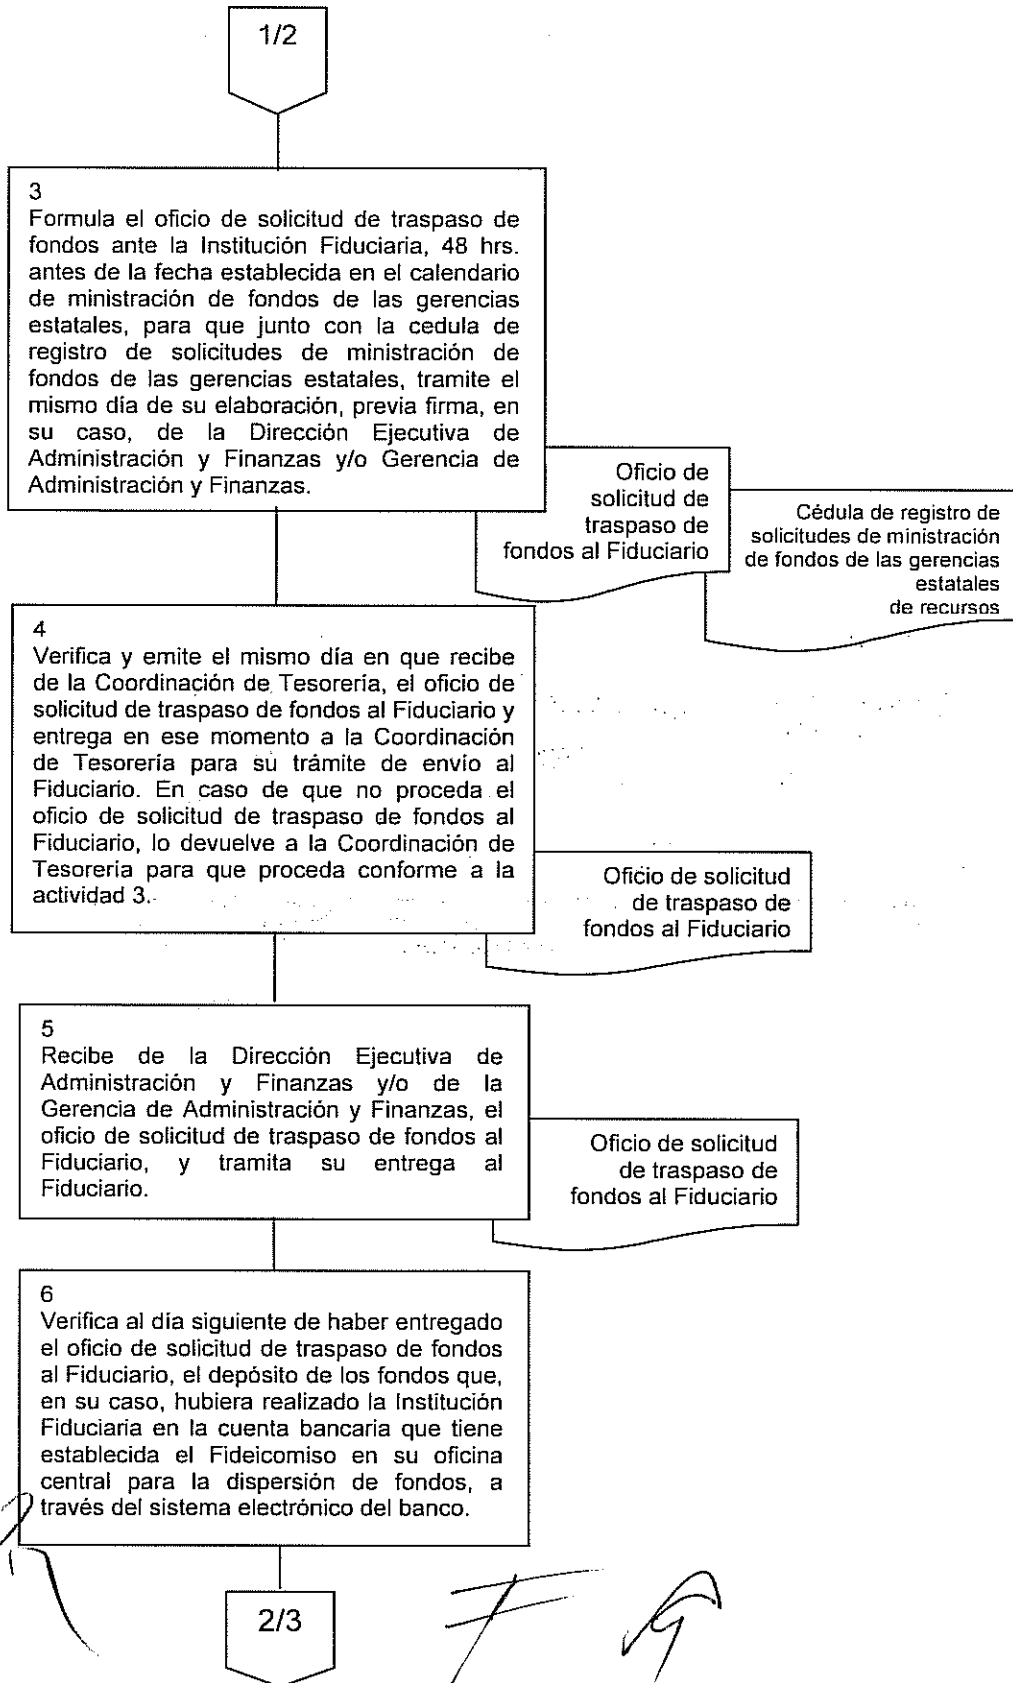 1/2
3
Formula el oficio de solicitud de traspaso de
fondos ante la Institución Fiduciaria, 48 hrs.
antes de la fecha establecida en el calendario
de ministración de fondos de las gerencias
estatales, para que junto con la cedula de
registro de solicitudes de ministración de
fondos de las gerencias estatales, tramite el
mismo día de su elaboración, previa firma, en
su caso, de la Dirección Ejecutiva de
Administración y Finanzas y/o Gerencia de
Administración y Finanzas.
Oficio de
solicitud de
traspaso de
fondos al Fiduciario
Cédula de registro de
solicitudes de ministración
de fondos de las gerencias
estatales
de recursos
4
Verifica y emite el mismo día en que recibe
de la Coordinación de Tesorería, el oficio de
solicitud de traspaso de fondos al Fiduciario y
entrega en ese momento a la Coordinación
de Tesorería para su trámite de envío al
Fiduciario. En caso de que no proceda el
oficio de solicitud de traspaso de fondos al
Fiduciario, lo devuelve a la Coordinación de
Tesorería para que proceda conforme a la
actividad 3.
Oficio de solicitud
de traspaso de
fondos al Fiduciario
5
Recibe de la Dirección Ejecutiva de
Administración y Finanzas y/o de la
Gerencia de Administración y Finanzas, el
oficio de solicitud de traspaso de fondos al
Fiduciario, y tramita su entrega al
Fiduciario.
Oficio de solicitud
de traspaso de
fondos al Fiduciario
6
Verifica al día siguiente de haber entregado
el oficio de solicitud de traspaso de fondos
al Fiduciario, el depósito de los fondos que,
en su caso, hubiera realizado la Institución
Fiduciaria en la cuenta bancaria que tiene
establecida el Fideicomiso en su oficina
central para la dispersión de fondos, a
través del sistema electrónico del banco.
2/3